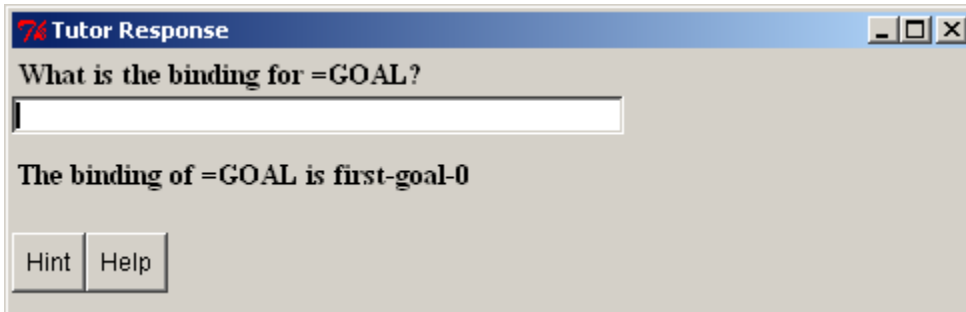 Tutor Response
What is the binding for =GOAL?
The binding of =GOAL is first-goal-0
Hint Help